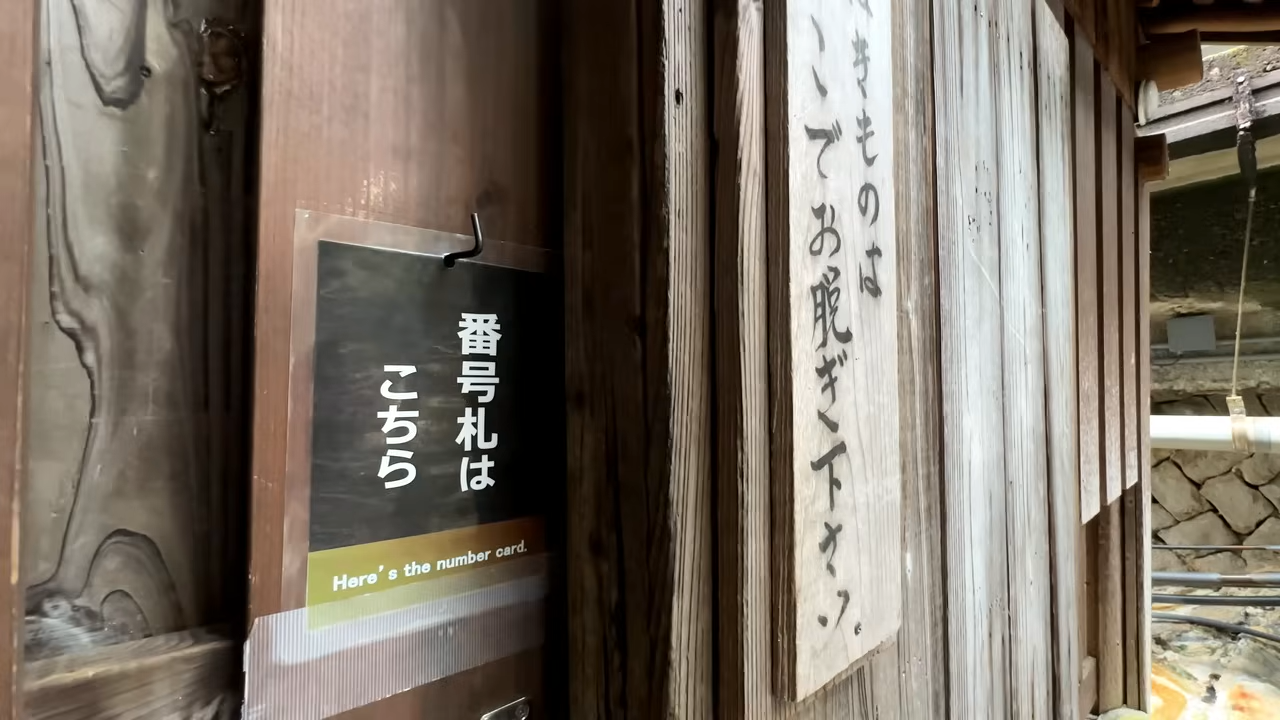 番号札は
こちら
Here's the number card.
きものは
、でお脱ぎ下さい。